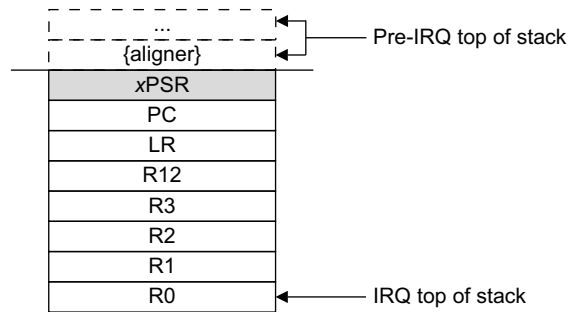 ...
Pre-IRQ top of stack
{aligner}
xPSR
PC
LR
R12
R3
R2
R1
R0
IRQ top of stack